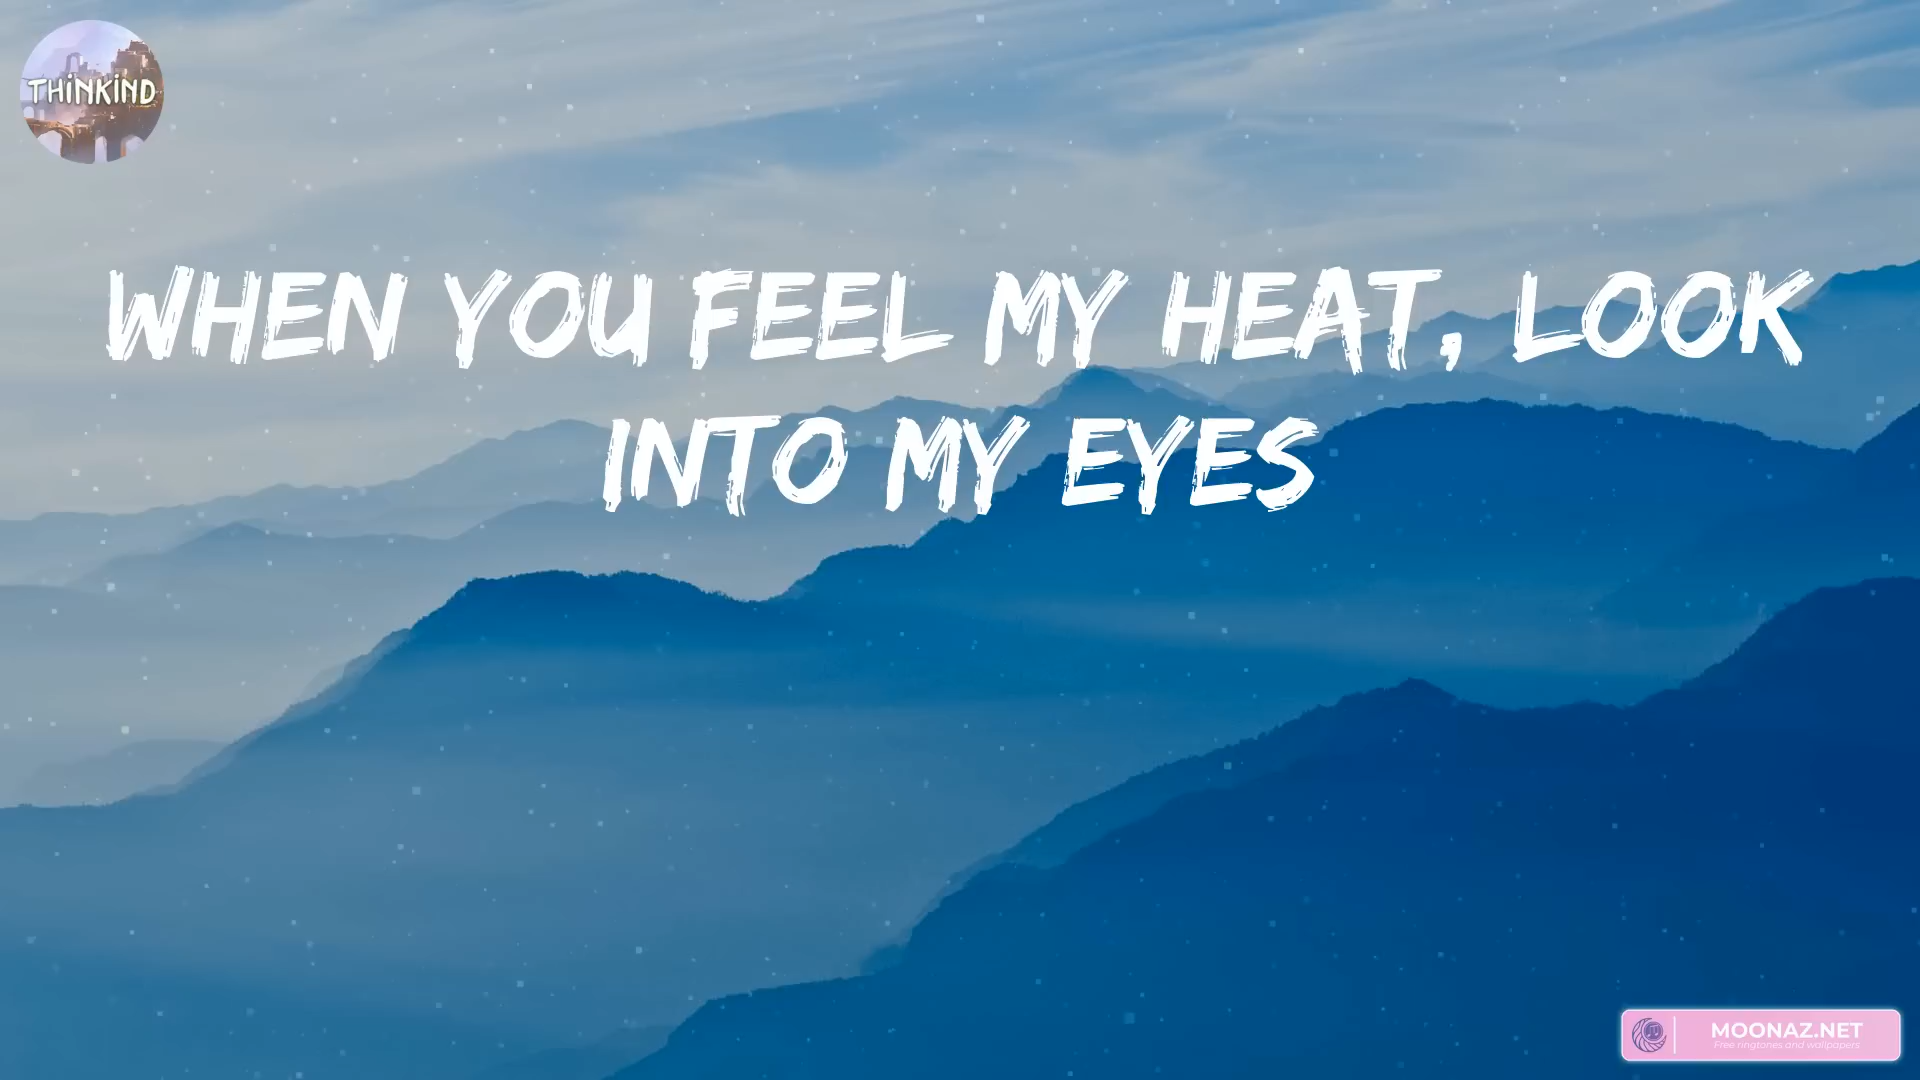 THINKIND
WHEN YOU FEEL MY HEAT, LOOK
INTO MY EYES
MOONAZ.NET
Free ringtones and wallpapers